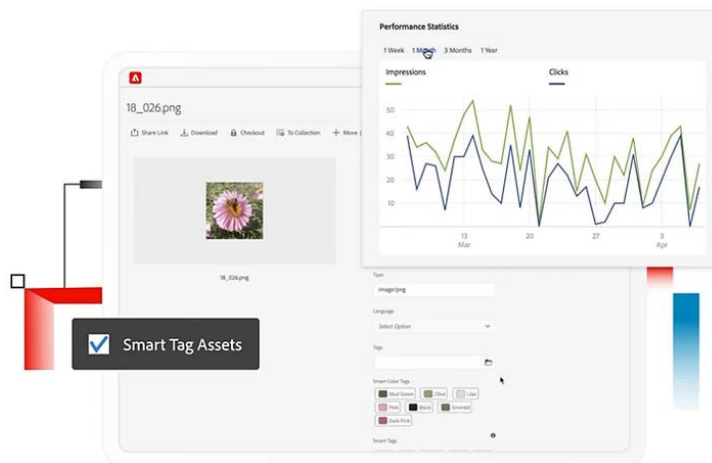 Performance Statistics
1 Week 1 Month 3 Months 1 Year
Impressions Clicks
50
40
30
20
10
13 20 27 3
Mar Apr
18_026.png
Share Link Download Checkout To Collection Move
18_026.png
Type
image/png
Language
Select Option
Tags
Smart Color Tags
Mud Green Olive Lilac
Pink Black Emerald
Dark Pink
Smart Tags
Smart Tag Assets